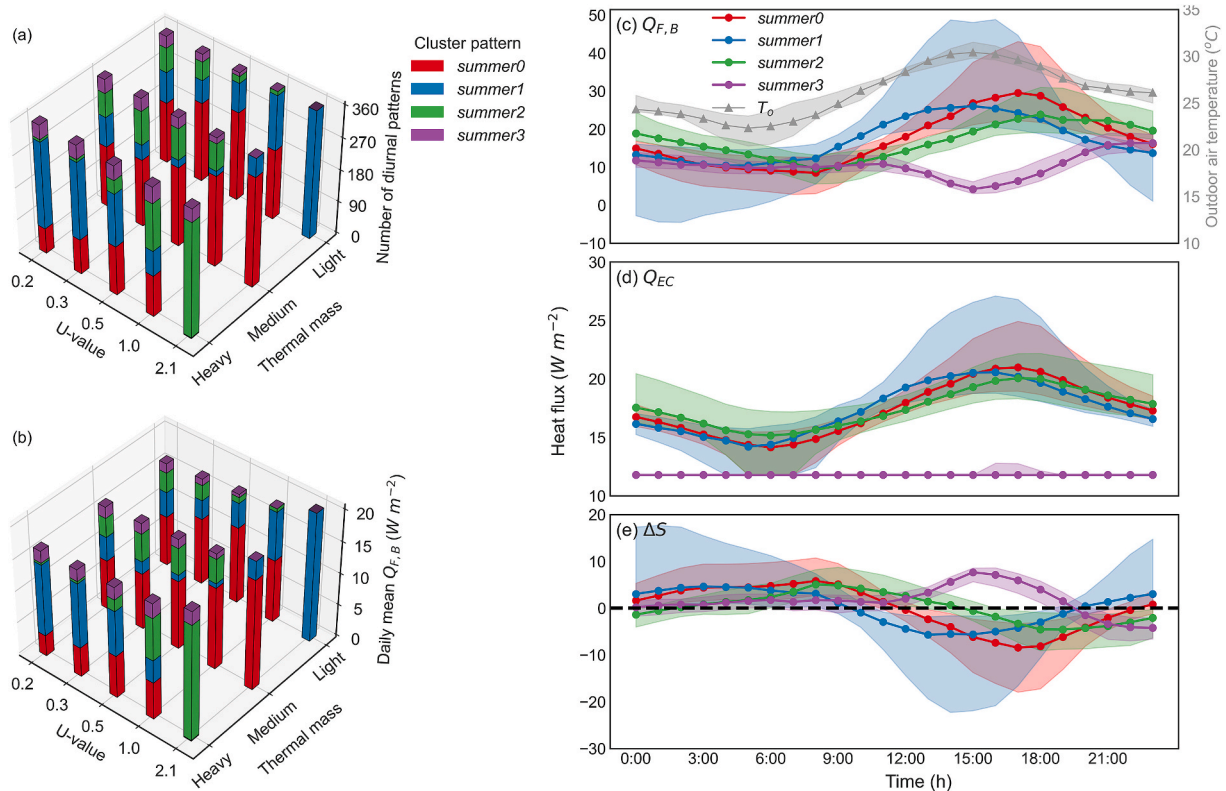 (a)
Cluster pattern
summer0
summer1
summer2
summer3
360
270
180
90
0
Number of diurnal patterns
0.2
0.3
0.5
1.0
2.1
U-value
Heavy
Medium
Light
Thermal mass
(b)
20
15
10
5
0
Daily mean Q_{F,B} (W m⁻²)
0.2
0.3
0.5
1.0
2.1
U-value
Heavy
Medium
Light
Thermal mass
(c) Q_{F,B}
summer0
summer1
summer2
summer3
T_o
50
40
30
20
10
0
−10
35
30
25
20
15
10
Outdoor air temperature (°C)
(d) Q_{EC}
30
25
20
15
10
Heat flux (W m⁻²)
(e) ΔS
20
10
0
−10
−20
−30
0:00 3:00 6:00 9:00 12:00 15:00 18:00 21:00
Time (h)